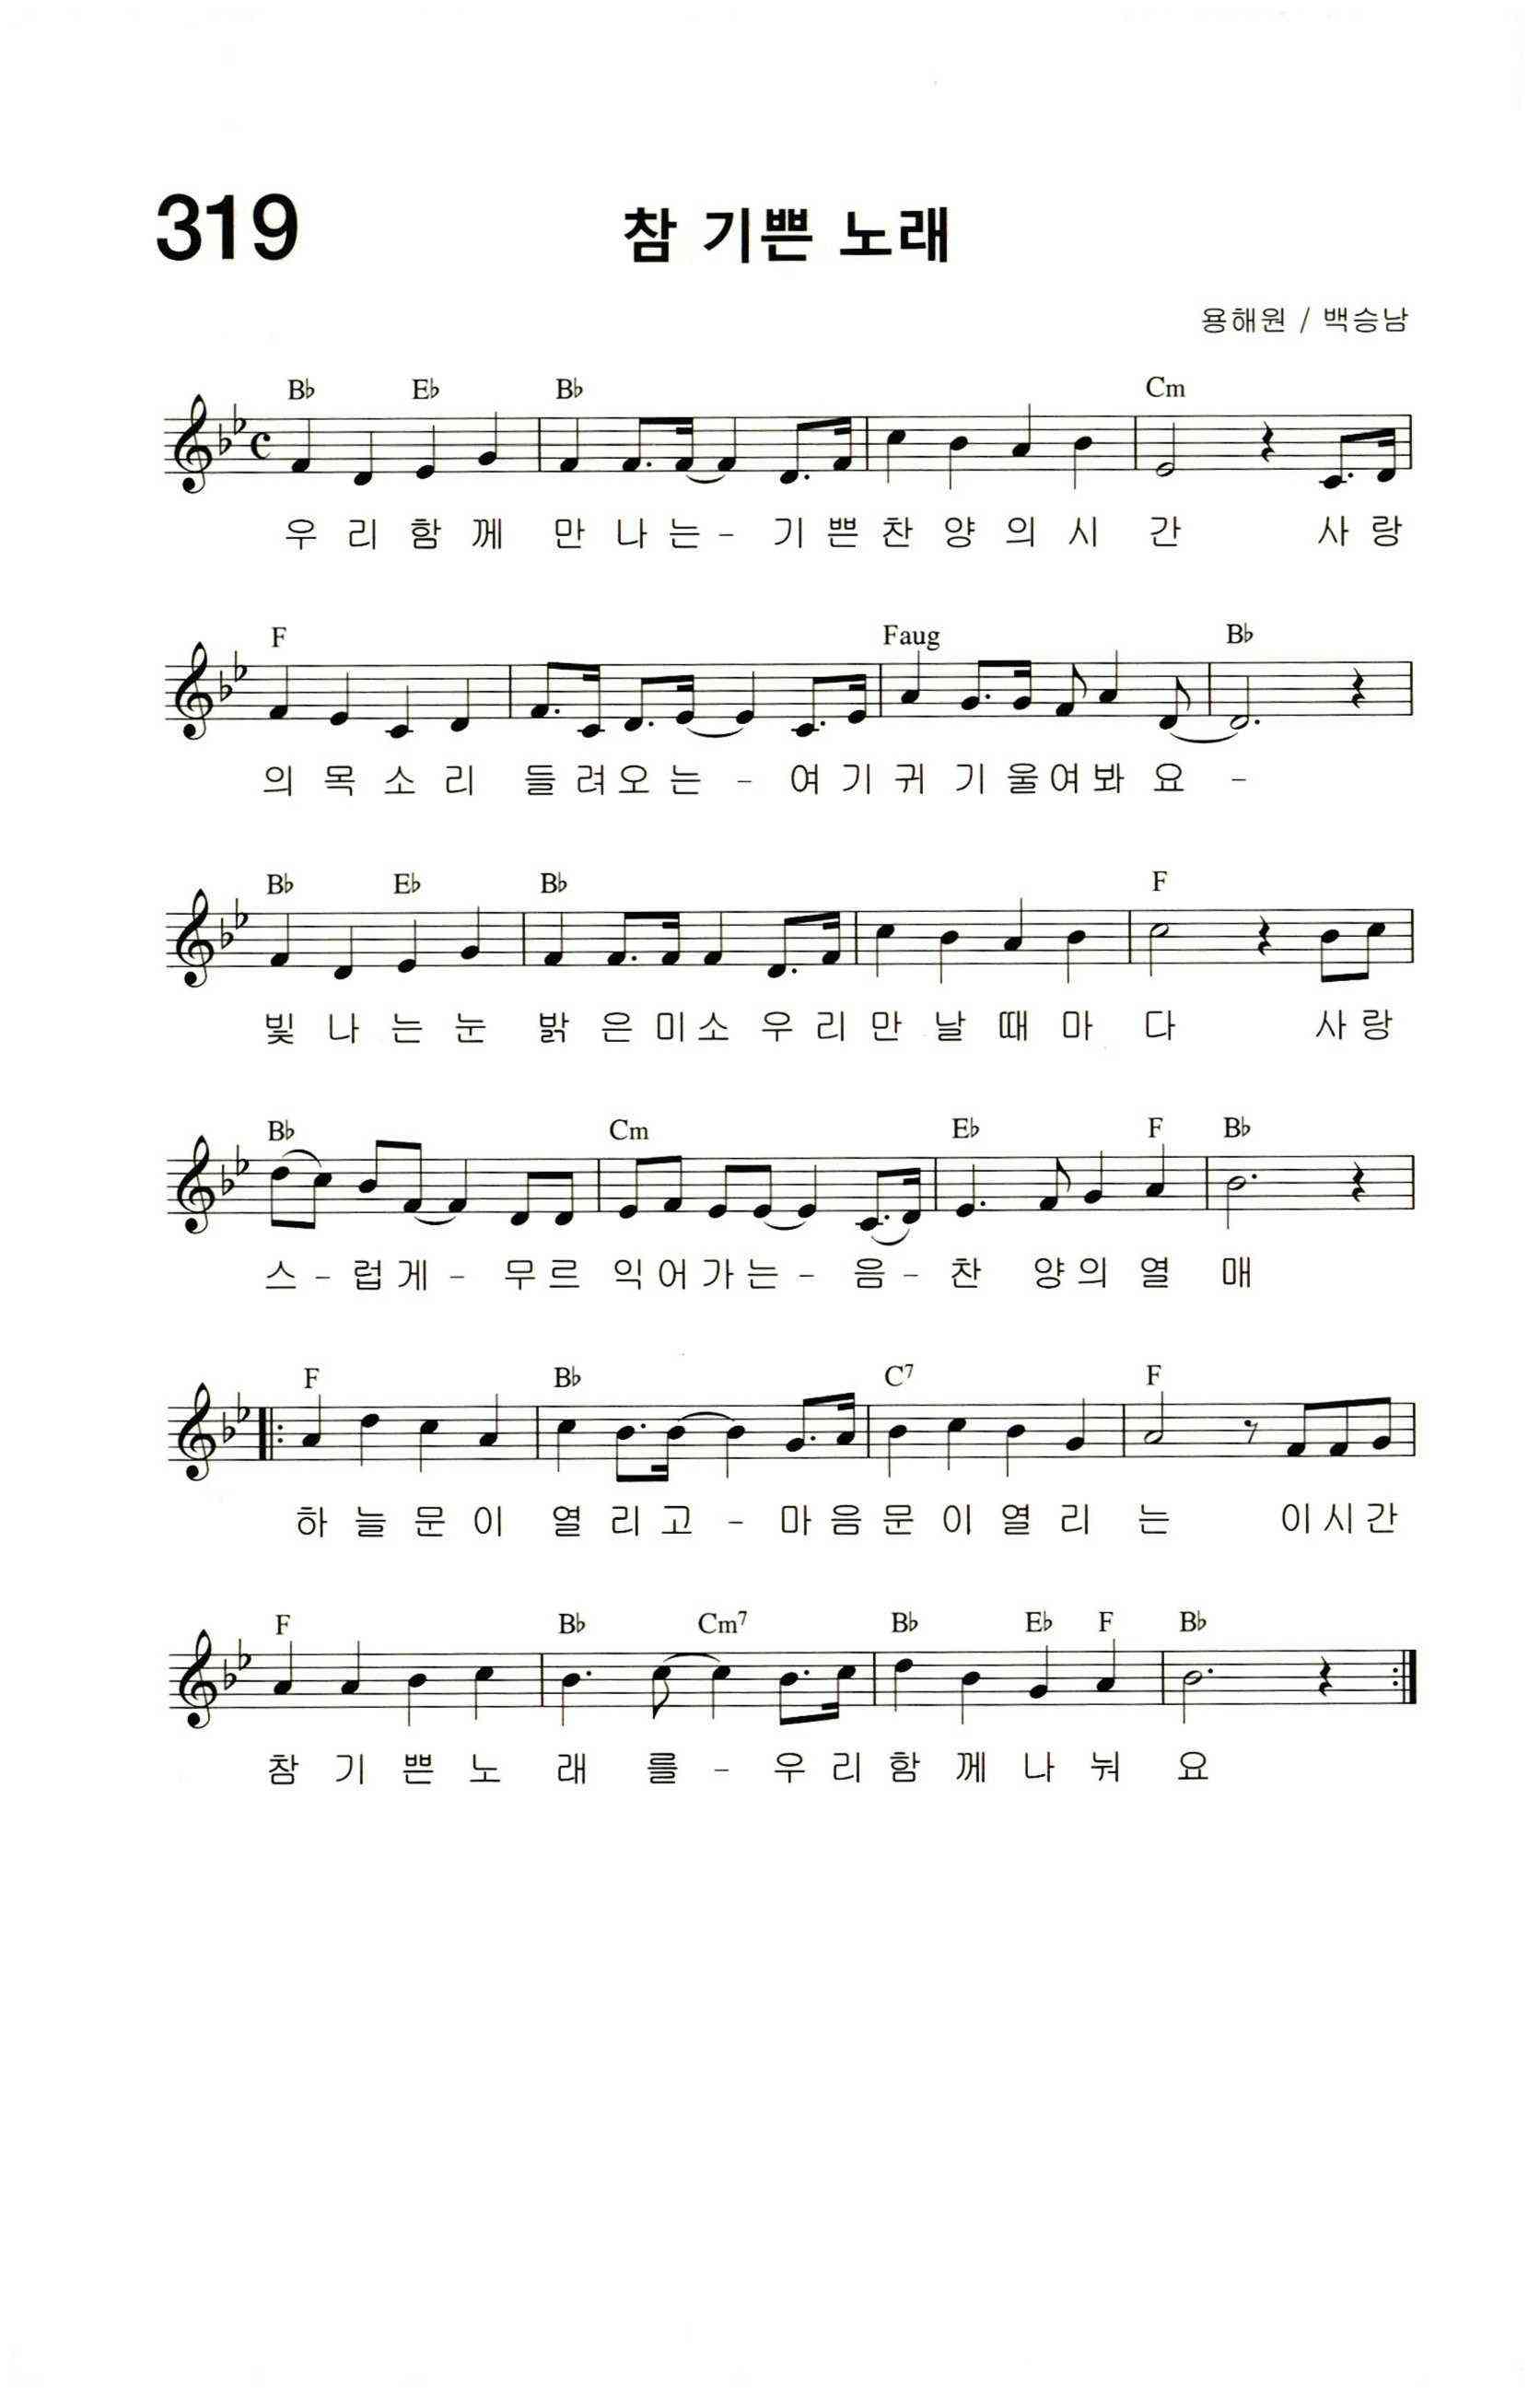 319
참 기쁜 노래
용해원 / 백승남
B♭ E♭ B♭ Cm
우 리 함 께 만 나 는 - 기 쁜 찬 양 의 시 간 사 랑
F Faug B♭
의 목 소 리 들 려 오 는 - 여 기 귀 기 울 여 봐 요 -
B♭ E♭ B♭ F
빛 나 는 눈 밝 은 미 소 우 리 만 날 때 마 다 사 랑
B♭ Cm E♭ F B♭
스 - 럽 게 - 무 르 익 어 가 는 - 음 - 찬 양 의 열 매
F B♭ C7 F
하 늘 문 이 열 리 고 - 마 음 문 이 열 리 는 이 시 간
F B♭ Cm7 B♭ E♭ F B♭
참 기 쁜 노 래 를 - 우 리 함 께 나 눠 요